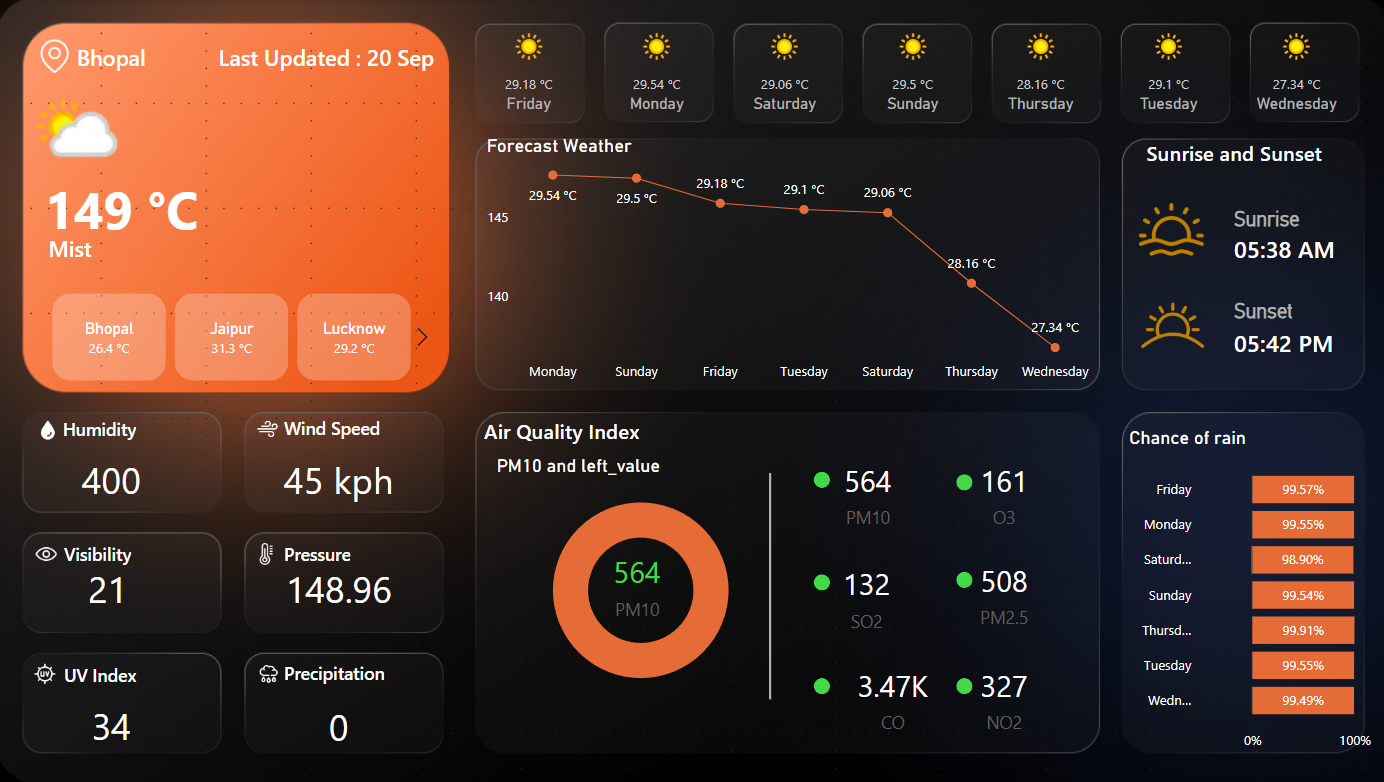 Bhopal
Last Updated : 20 Sep
149 °C
Mist
Bhopal
26.4 °C
Jaipur
31.3 °C
Lucknow
29.2 °C
29.18 °C
Friday
29.54 °C
Monday
29.06 °C
Saturday
29.5 °C
Sunday
28.16 °C
Thursday
29.1 °C
Tuesday
27.34 °C
Wednesday
Forecast Weather
145
140
29.54 °C
29.5 °C
29.18 °C
29.1 °C
29.06 °C
28.16 °C
27.34 °C
Monday
Sunday
Friday
Tuesday
Saturday
Thursday
Wednesday
Sunrise and Sunset
Sunrise
05:38 AM
Sunset
05:42 PM
Humidity
400
Wind Speed
45 kph
Visibility
21
Pressure
148.96
UV
UV Index
34
Precipitation
0
Air Quality Index
PM10 and left_value
564
PM10
564
PM10
161
O3
132
SO2
508
PM2.5
3.47K
CO
327
NO2
Chance of rain
Friday 99.57%
Monday 99.55%
Saturd... 98.90%
Sunday 99.54%
Thursd... 99.91%
Tuesday 99.55%
Wedn... 99.49%
0% 100%